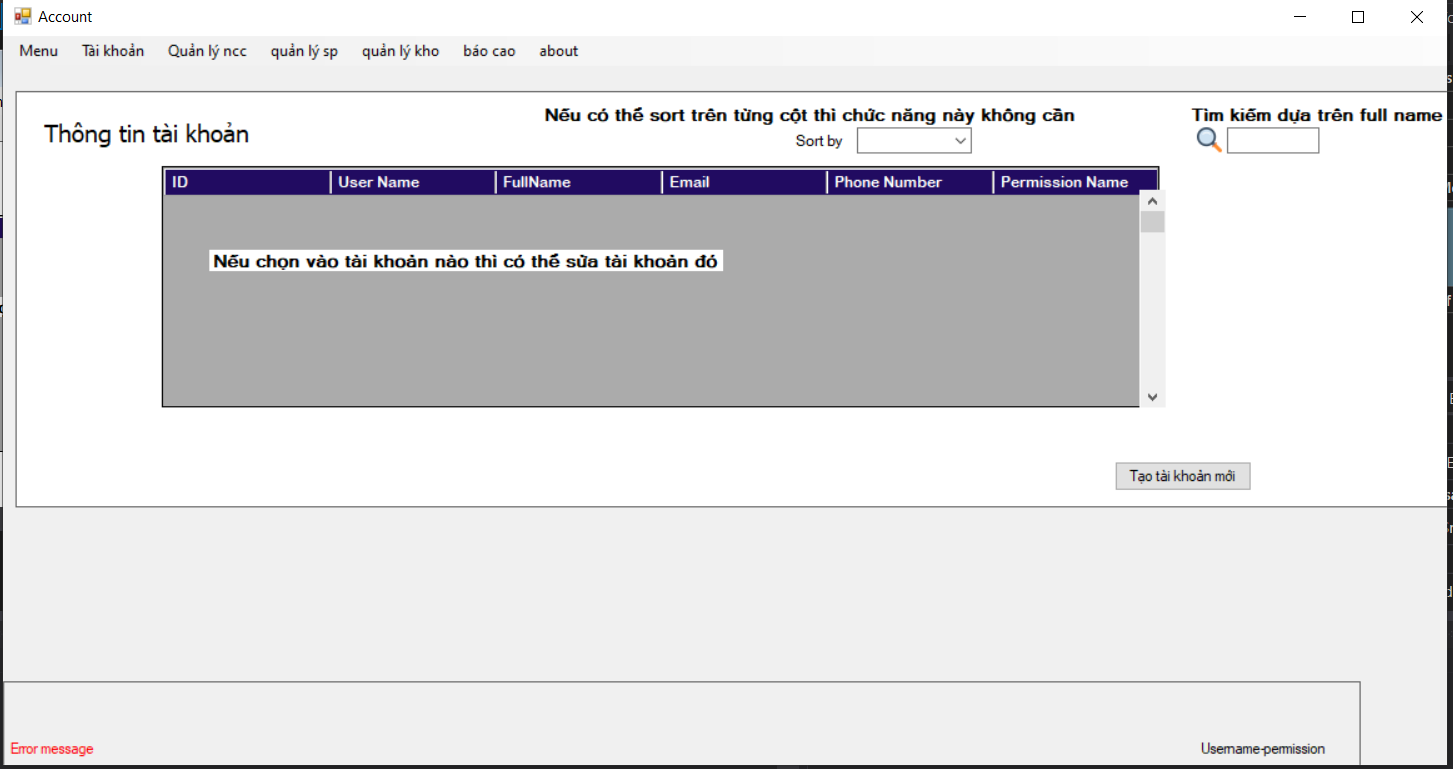 Account
Menu Tài khoản Quản lý ncc quản lý sp quản lý kho báo cao about
Nếu có thể sort trên từng cột thì chức năng này không cần
Tìm kiếm dựa trên full name
Thông tin tài khoản
Sort by
ID User Name FullName Email Phone Number Permission Name
Nếu chọn vào tài khoản nào thì có thể sửa tài khoản đó
Tạo tài khoản mới
Error message
Username-permission